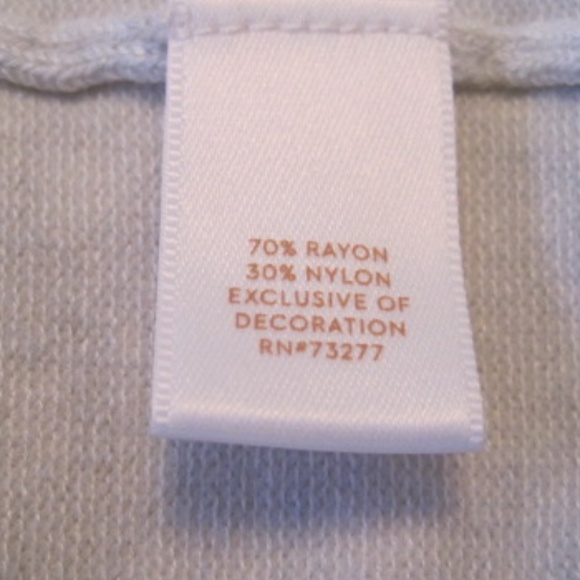 70% RAYON
30% NYLON
EXCLUSIVE OF
DECORATION
RN#73277